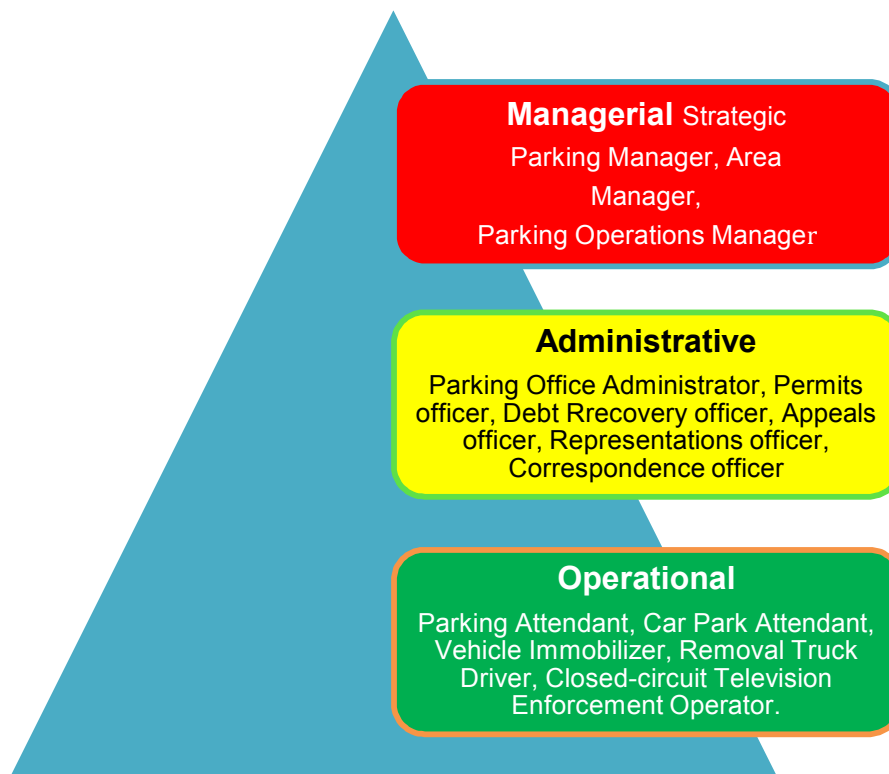 Managerial Strategic
Parking Manager, Area
Manager,
Parking Operations Manager
Administrative
Parking Office Administrator, Permits
officer, Debt Rrecovery officer, Appeals
officer, Representations officer,
Correspondence officer
Operational
Parking Attendant, Car Park Attendant,
Vehicle Immobilizer, Removal Truck
Driver, Closed-circuit Television
Enforcement Operator.